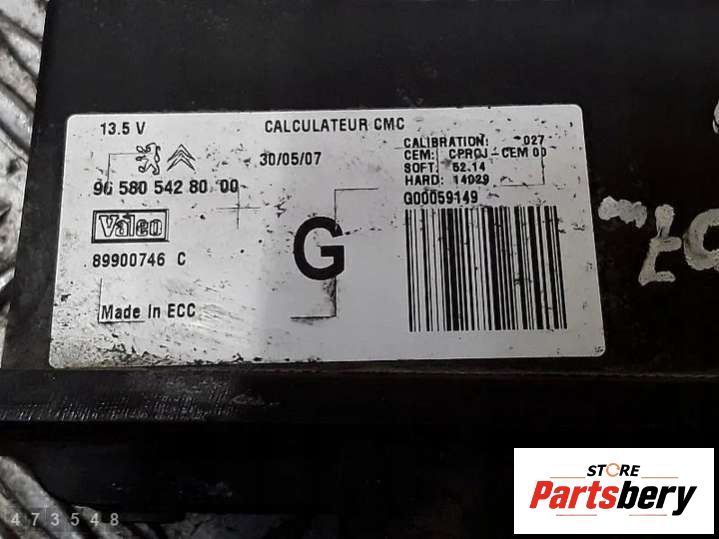 13.5 V
CALCULATEUR CMC
30/05/07
CALIBRATION: 027
CEM: CPROJ-CEM 00
SOFT: 52.14
HARD: 14029
G00059149
96 580 542 80 00
Valeo
89900746 C
G
Made In ECC
STORE
Partsbery
473548